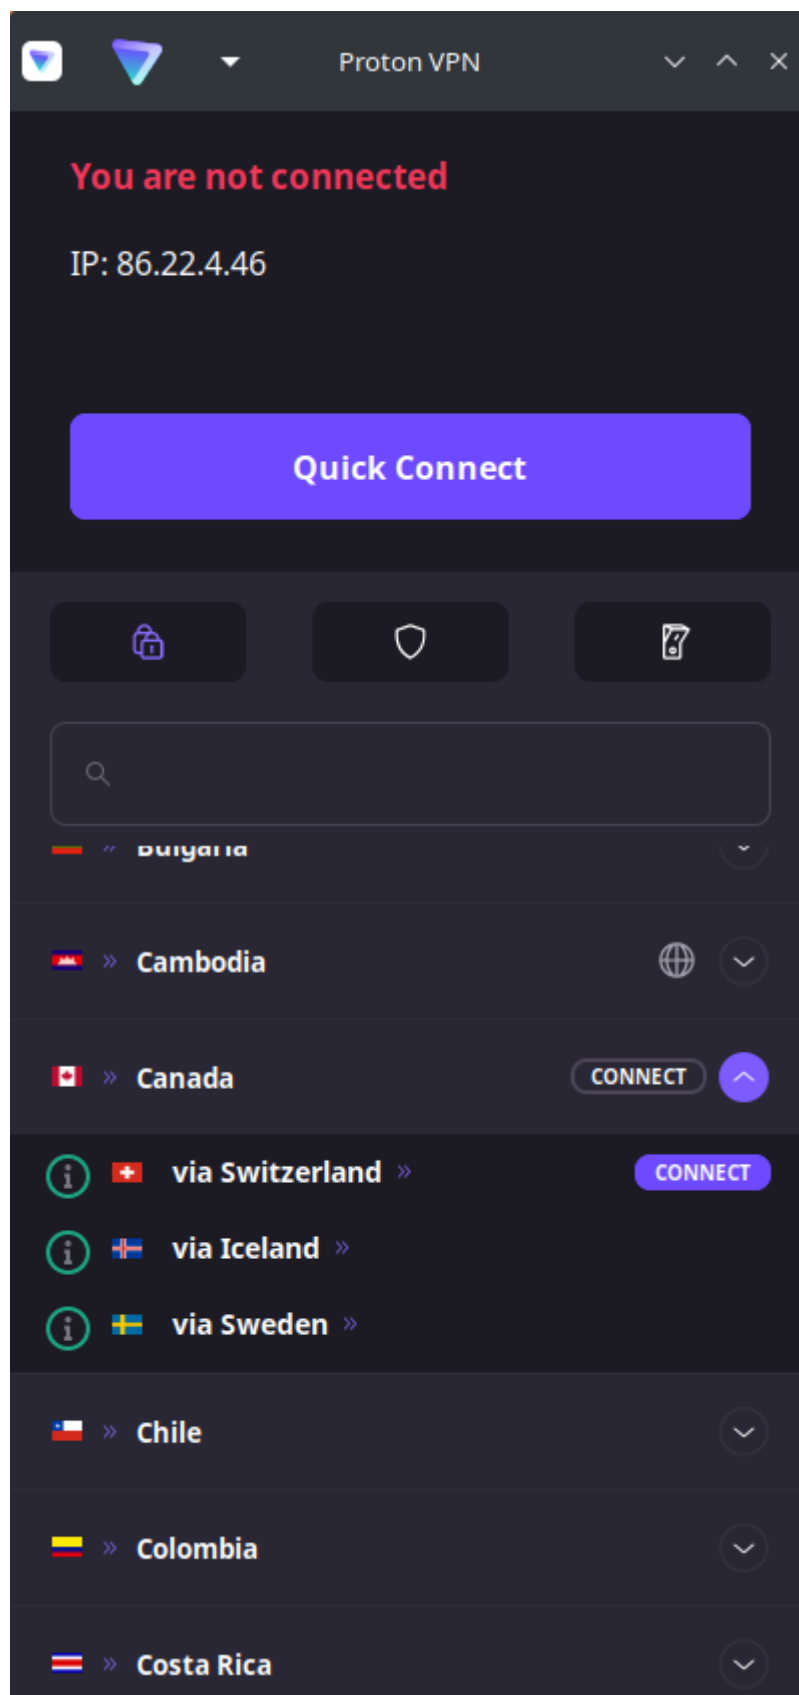 Proton VPN
You are not connected
IP: 86.22.4.46
Quick Connect
Bulgaria
Cambodia
Canada CONNECT
via Switzerland CONNECT
via Iceland
via Sweden
Chile
Colombia
Costa Rica